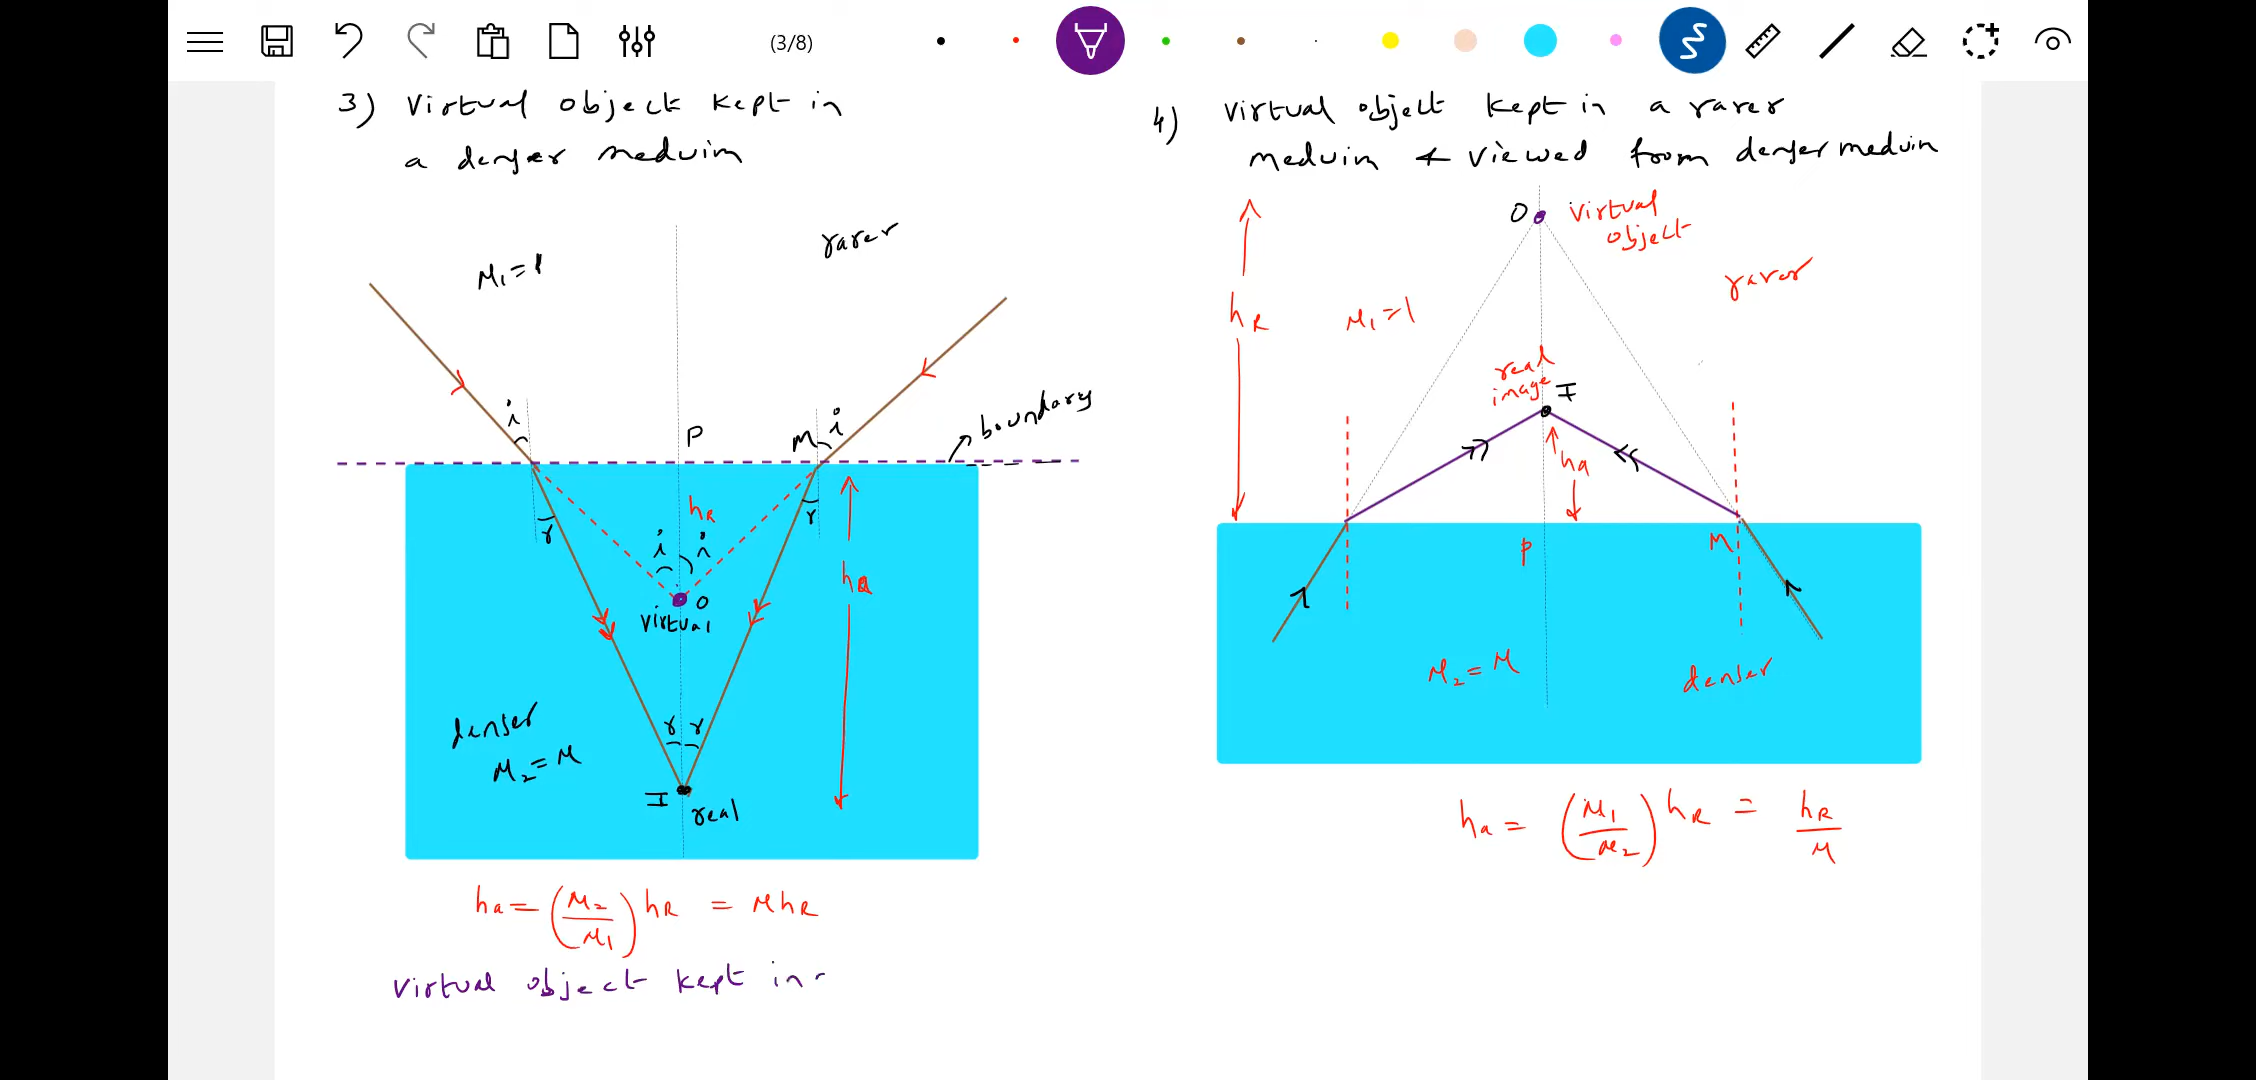 (3/8)
3) Virtual object kept in
a denser meduim
μ₁ = 1
rarer
i
P
M
i
boundary
r
hR
r
i
i
ha
O
virtual
denser
μ₂ = μ
r r
I
real
ha = (μ₂/μ₁) hR = μhR
virtual object kept in
4) Virtual object kept in a rarer
meduim & viewed from denser meduim
O
virtual
object
hR
μ₁ = 1
rarer
real
image
I
ha
P
M
μ₂ = μ
denser
ha = (μ₁/μ₂) hR = hR/μ